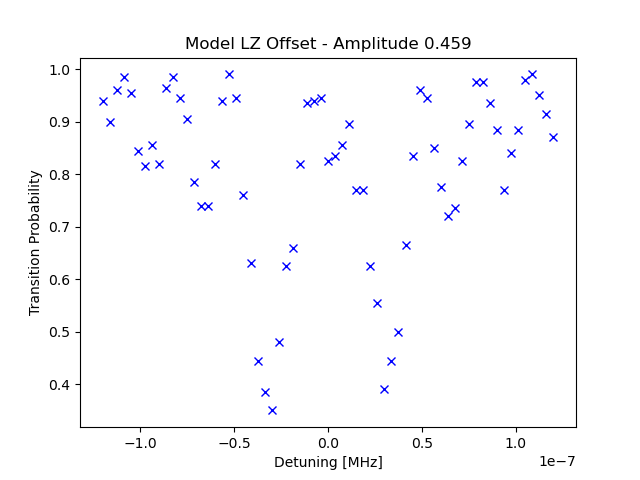 Model LZ Offset - Amplitude 0.459
1.0
0.9
0.8
0.7
0.6
0.5
0.4
Transition Probability
−1.0 −0.5 0.0 0.5 1.0
1e−7
Detuning [MHz]